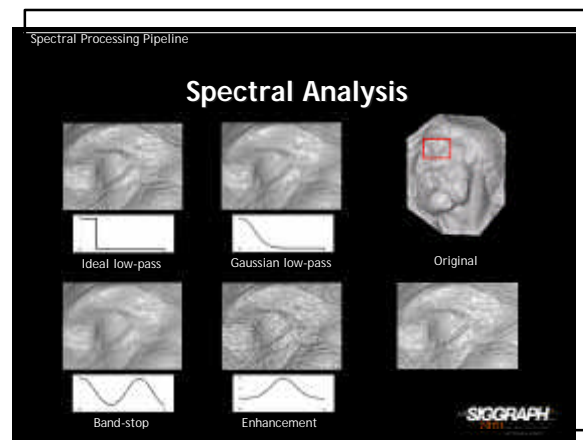 Spectral Processing Pipeline
Spectral Analysis
Ideal low-pass
Gaussian low-pass
Original
Band-stop
Enhancement
SIGGRAPH